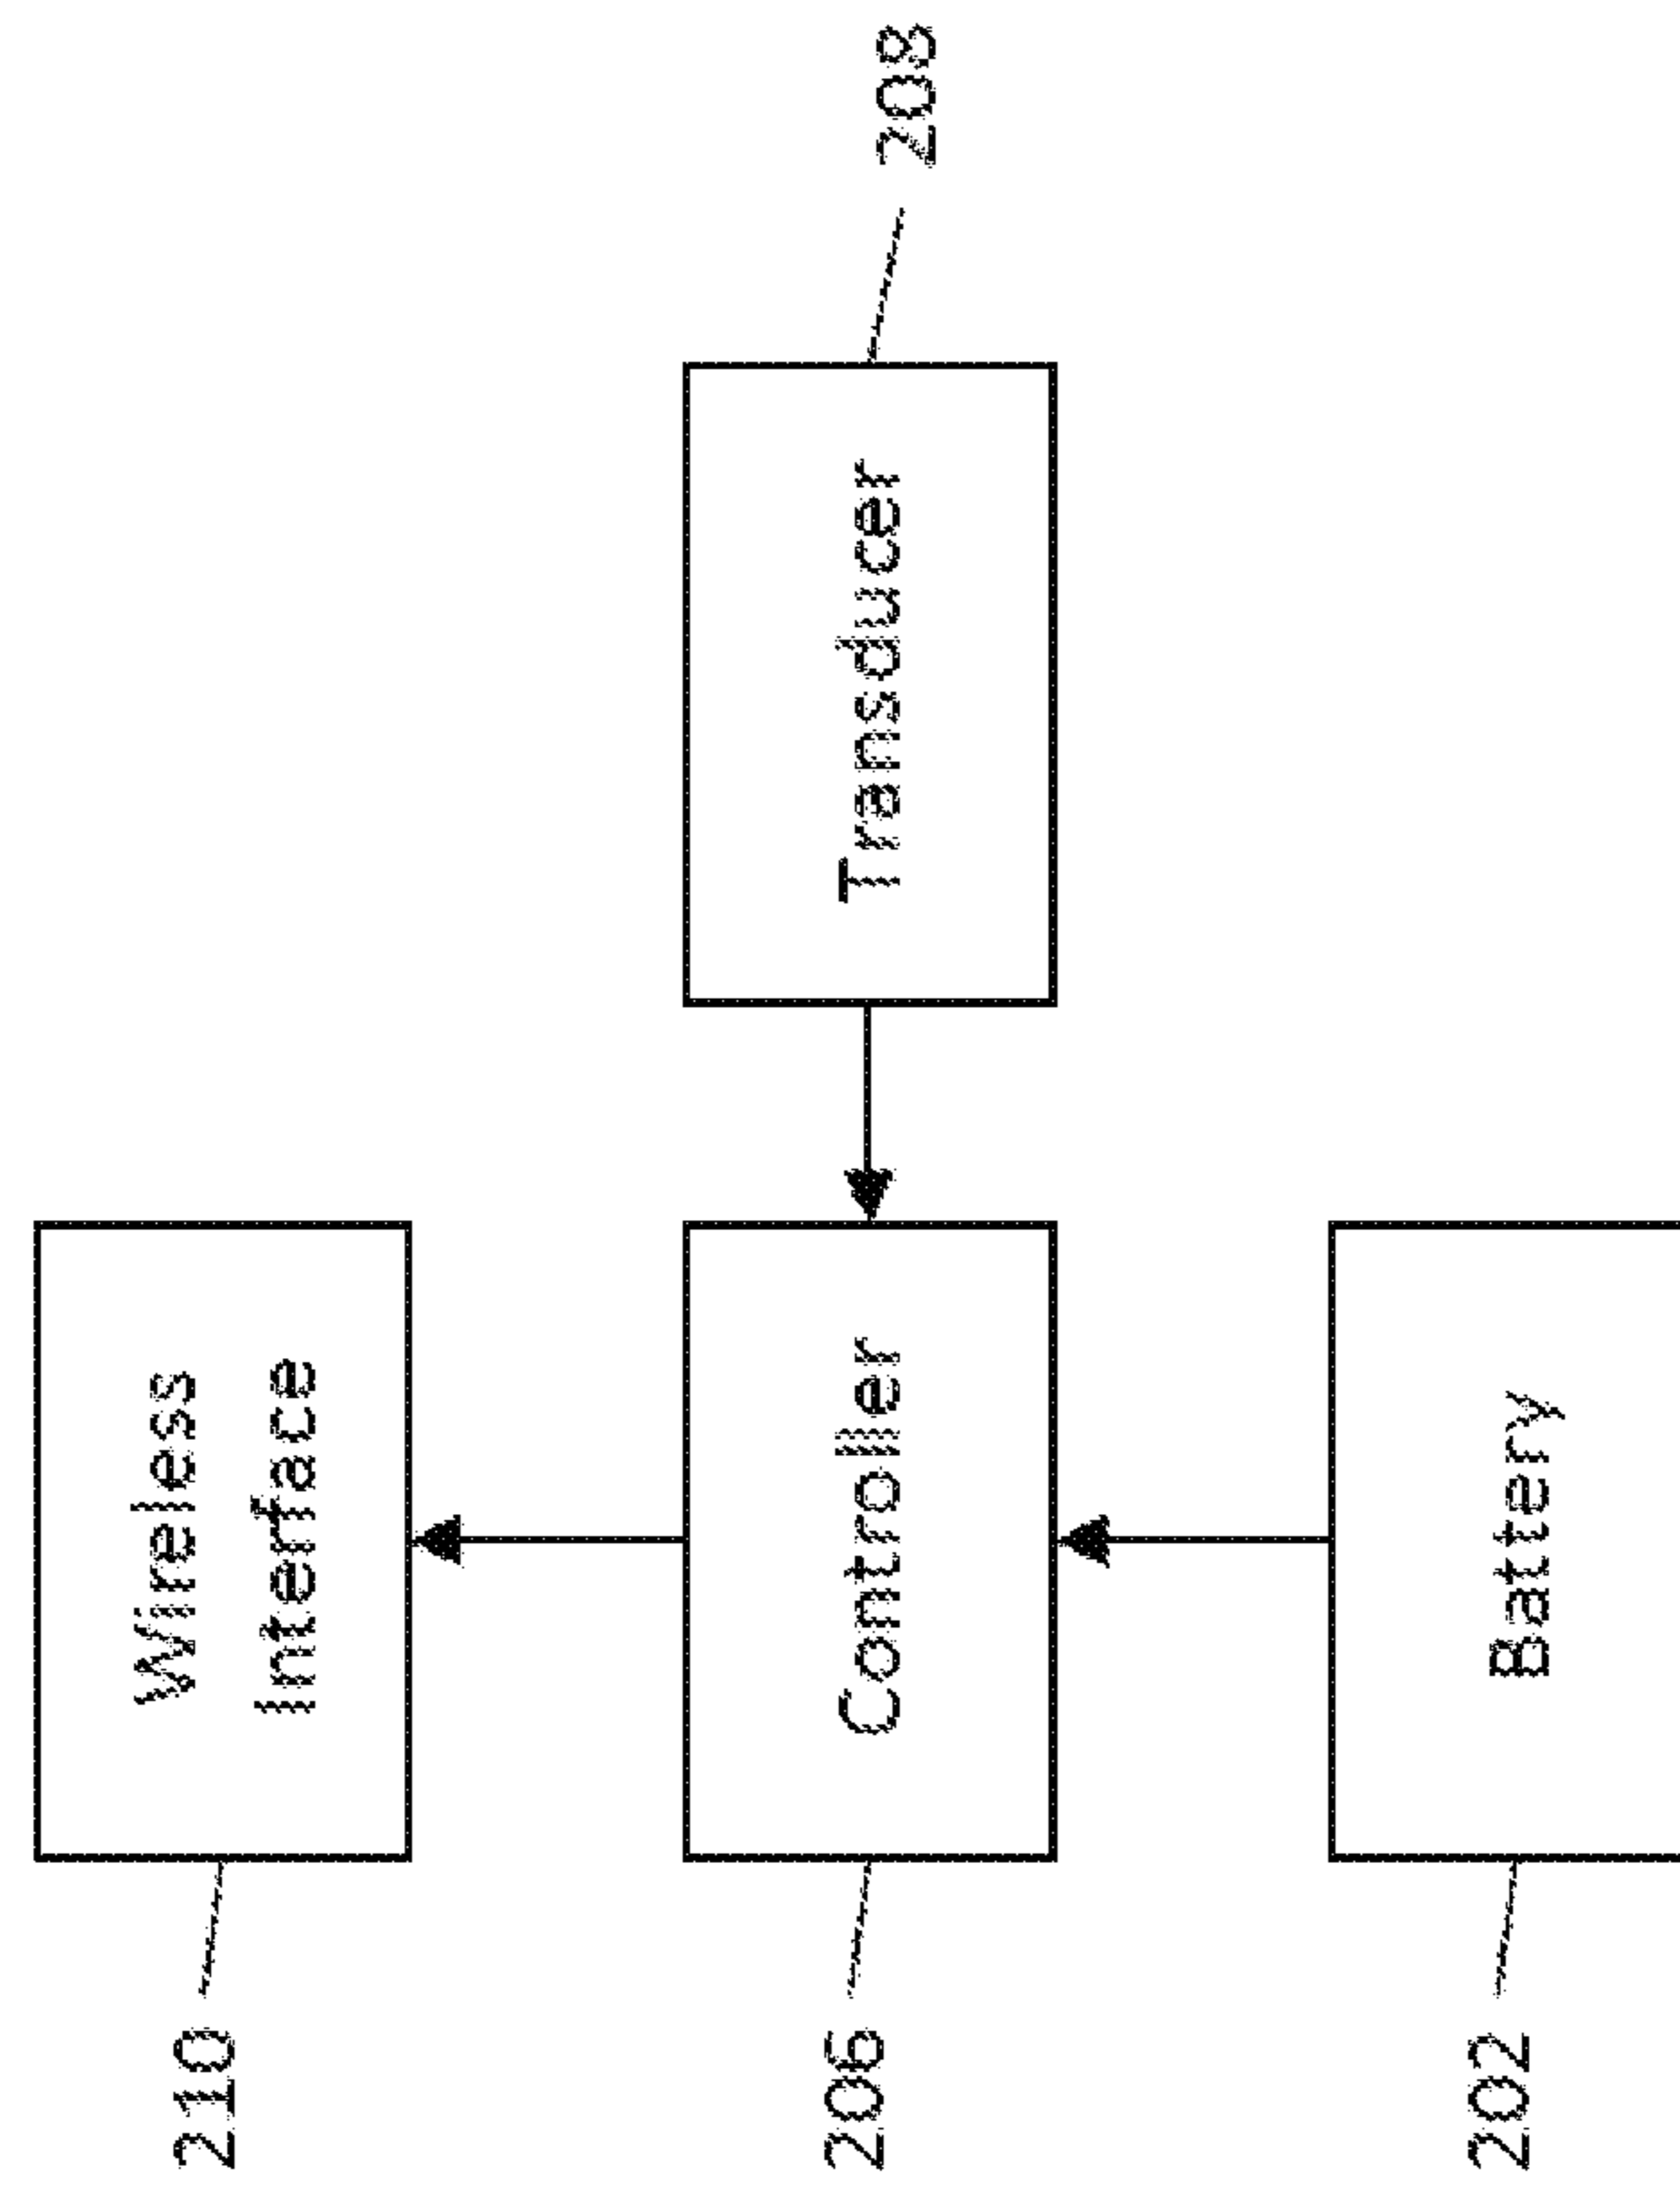 210
Wireless
Interface
206
Controller
Transducer
208
202
Battery